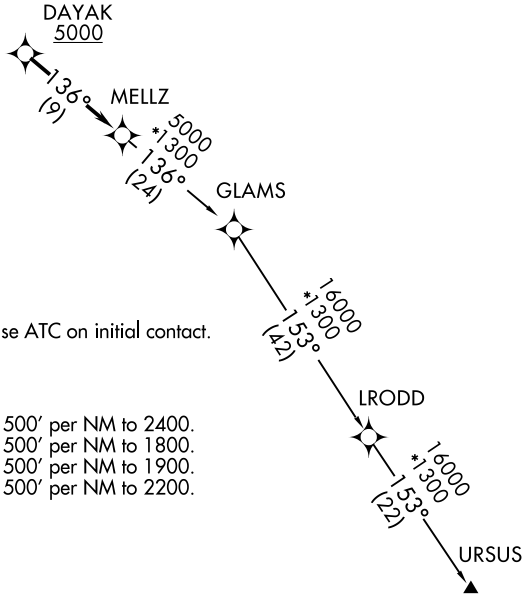 DAYAK
5000
136°
(9)
MELLZ
5000
*1300
136°
(24)
GLAMS
16000
*1300
153°
(42)
se ATC on initial contact.
LRODD
500' per NM to 2400.
500' per NM to 1800.
500' per NM to 1900.
500' per NM to 2200.
16000
*1300
153°
(22)
URSUS